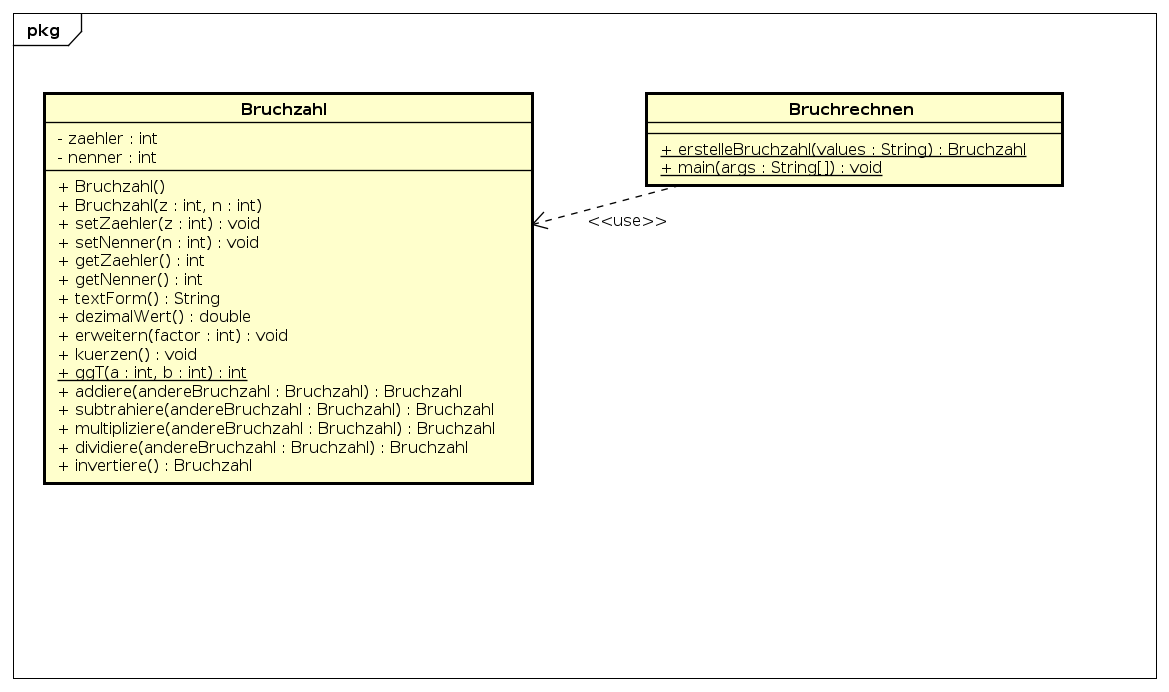 pkg
Bruchzahl
- zaehler : int
- nenner : int
+ Bruchzahl()
+ Bruchzahl(z : int, n : int)
+ setZaehler(z : int) : void
+ setNenner(n : int) : void
+ getZaehler() : int
+ getNenner() : int
+ textForm() : String
+ dezimalWert() : double
+ erweitern(factor : int) : void
+ kuerzen() : void
+ ggT(a : int, b : int) : int
+ addiere(andereBruchzahl : Bruchzahl) : Bruchzahl
+ subtrahiere(andereBruchzahl : Bruchzahl) : Bruchzahl
+ multipliziere(andereBruchzahl : Bruchzahl) : Bruchzahl
+ dividiere(andereBruchzahl : Bruchzahl) : Bruchzahl
+ invertiere() : Bruchzahl
Bruchrechnen
+ erstelleBruchzahl(values : String) : Bruchzahl
+ main(args : String[]) : void
<<use>>